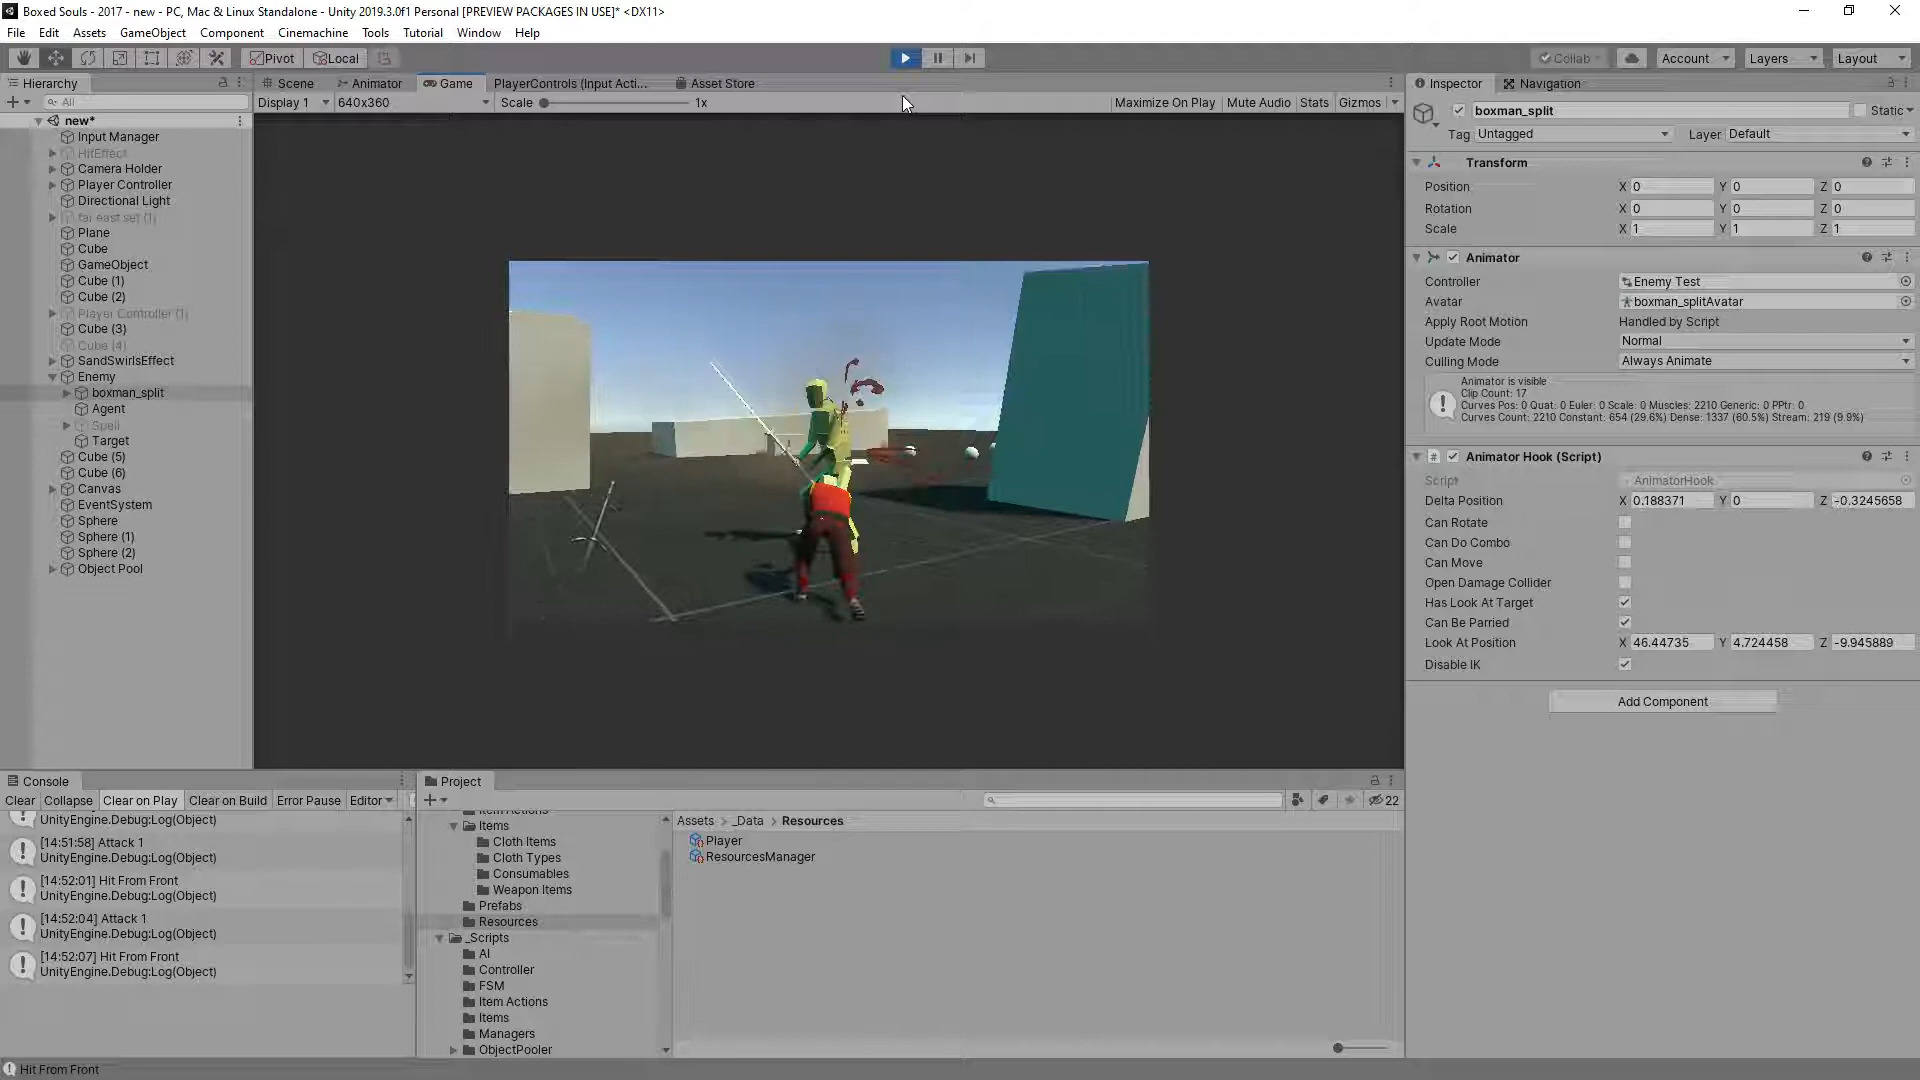 Boxed Souls - 2017 - new - PC, Mac & Linux Standalone - Unity 2019.3.0f1 Personal [PREVIEW PACKAGES IN USE]* <DX11>
File Edit Assets GameObject Component Cinemachine Tools Tutorial Window Help
Pivot Local Collab Account Layers Layout
Hierarchy
All
new*
Input Manager
HitEffect
Camera Holder
Player Controller
Directional Light
far east set (1)
Plane
Cube
GameObject
Cube (1)
Cube (2)
Player Controller (1)
Cube (3)
Cube (4)
SandSwirlsEffect
Enemy
boxman_split
Agent
Spell
Target
Cube (5)
Cube (6)
Canvas
EventSystem
Sphere
Sphere (1)
Sphere (2)
Object Pool
Scene Animator Game PlayerControls (Input Acti... Asset Store
Display 1 640x360 Scale 1x Maximize On Play Mute Audio Stats Gizmos
Inspector Navigation
boxman_split Static
Tag Untagged Layer Default
Transform
Position X 0 Y 0 Z 0
Rotation X 0 Y 0 Z 0
Scale X 1 Y 1 Z 1
Animator
Controller Enemy Test
Avatar boxman_splitAvatar
Apply Root Motion Handled by Script
Update Mode Normal
Culling Mode Always Animate
Animator is visible
Clip Count: 17
Curves Pos: 0 Quat: 0 Euler: 0 Scale: 0 Muscles: 2210 Generic: 0 PPtr: 0
Curves Count: 2210 Constant: 654 (29.6%) Dense: 1337 (60.5%) Stream: 219 (9.9%)
Animator Hook (Script)
Script AnimatorHook
Delta Position X 0.188371 Y 0 Z -0.3245658
Can Rotate
Can Do Combo
Can Move
Open Damage Collider
Has Look At Target
Can Be Parried
Look At Position X 46.44735 Y 4.724458 Z -9.945889
Disable IK
Add Component
Console
Clear Collapse Clear on Play Clear on Build Error Pause Editor
UnityEngine.Debug:Log(Object)
[14:51:58] Attack 1
UnityEngine.Debug:Log(Object)
[14:52:01] Hit From Front
UnityEngine.Debug:Log(Object)
[14:52:04] Attack 1
UnityEngine.Debug:Log(Object)
[14:52:07] Hit From Front
UnityEngine.Debug:Log(Object)
Project
22
Item Actions
Items
Cloth Items
Cloth Types
Consumables
Weapon Items
Prefabs
Resources
_Scripts
AI
Controller
FSM
Item Actions
Items
Managers
ObjectPooler
Assets > _Data > Resources
Player
ResourcesManager
Hit From Front